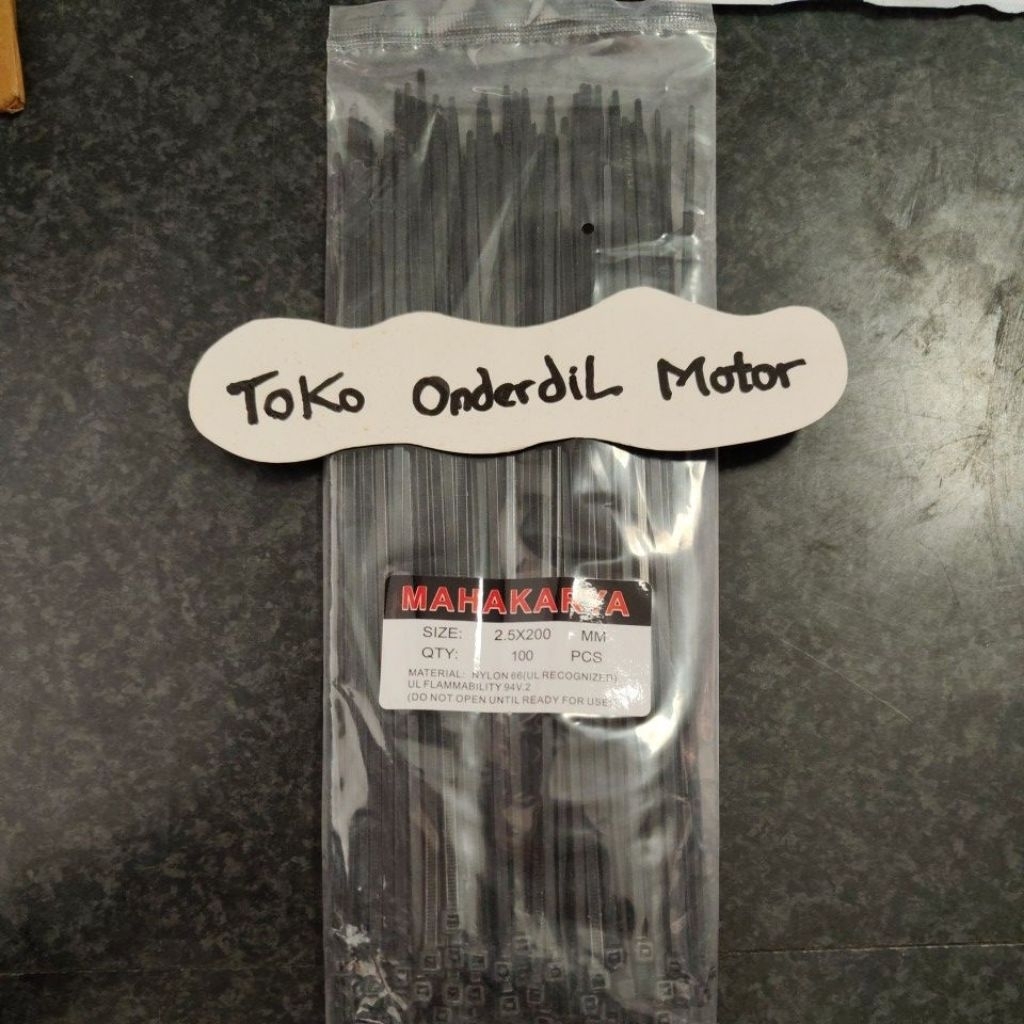 Toko Onderdil Motor
MAHAKARYA
SIZE: 2.5X200 MM
QTY: 100 PCS
MATERIAL: NYLON 66(UL RECOGNIZED)
UL FLAMMABILITY 94V.2
(DO NOT OPEN UNTIL READY FOR USE)